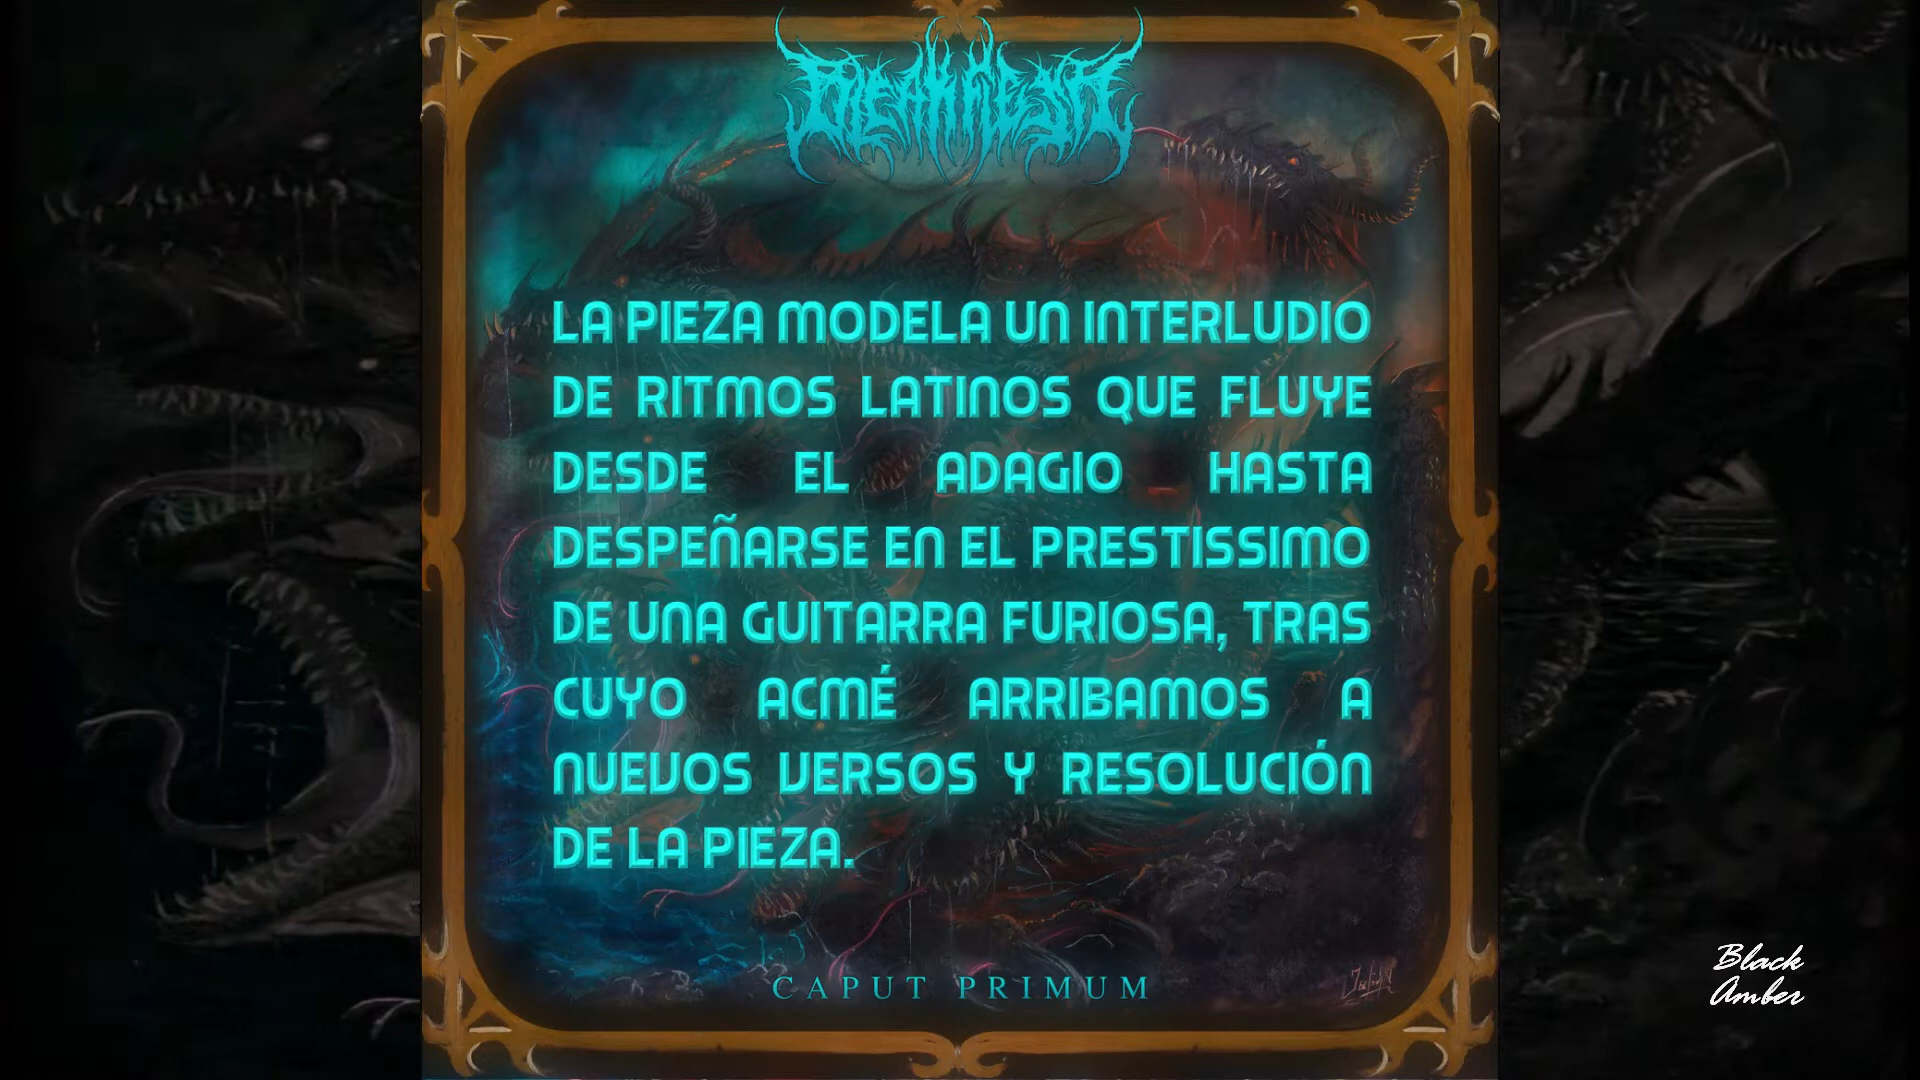 LA PIEZA MODELA UN INTERLUDIO
DE RITMOS LATINOS QUE FLUYE
DESDE EL ADAGIO HASTA
DESPEÑARSE EN EL PRESTISSIMO
DE UNA GUITARRA FURIOSA, TRAS
CUYO ACMÉ ARRIBAMOS A
NUEVOS VERSOS Y RESOLUCIÓN
DE LA PIEZA.
CAPUT PRIMUM
Black
Amber